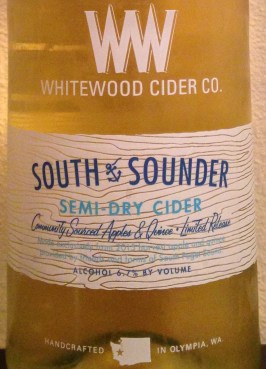 WW
WHITEWOOD CIDER CO.
SOUTH of SOUNDER
SEMI-DRY CIDER
Community Sourced Apples & Quince • Limited Release
ALCOHOL 6.7% BY VOLUME
HANDCRAFTED IN OLYMPIA, WA.